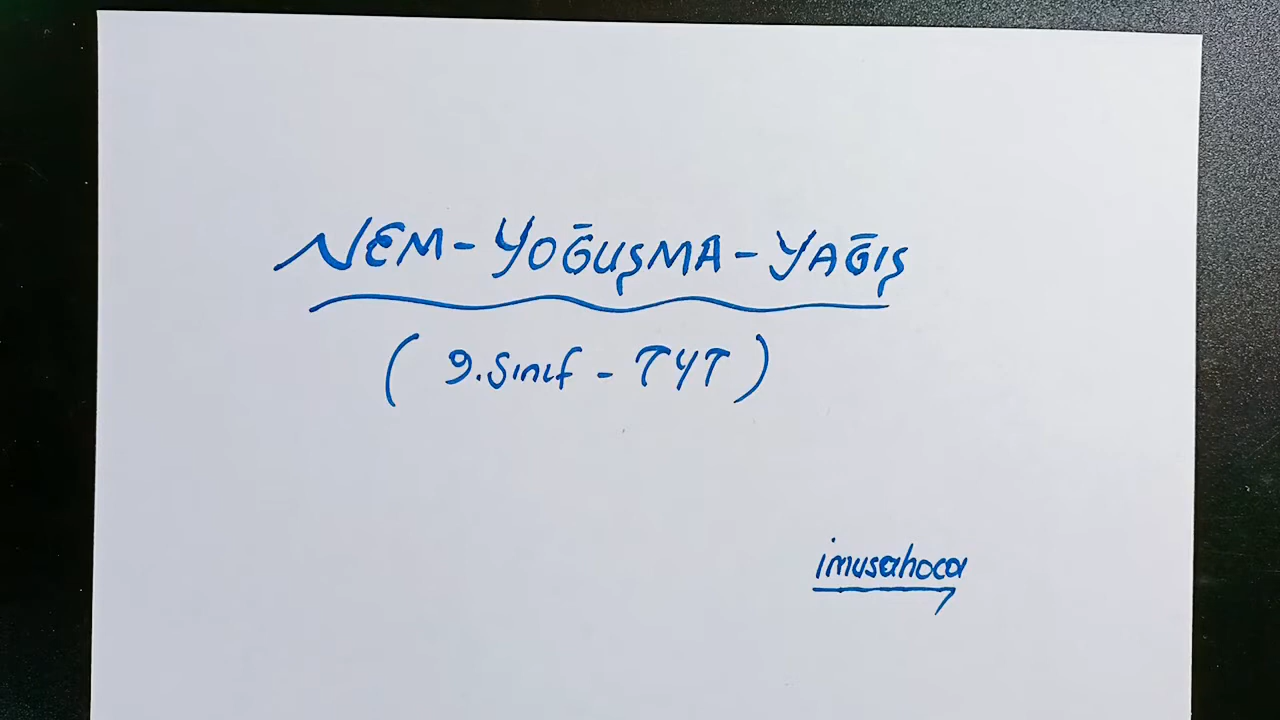 NEM - YOĞUŞMA - YAĞIŞ
( 9. Sınıf - TYT )
imusahoca